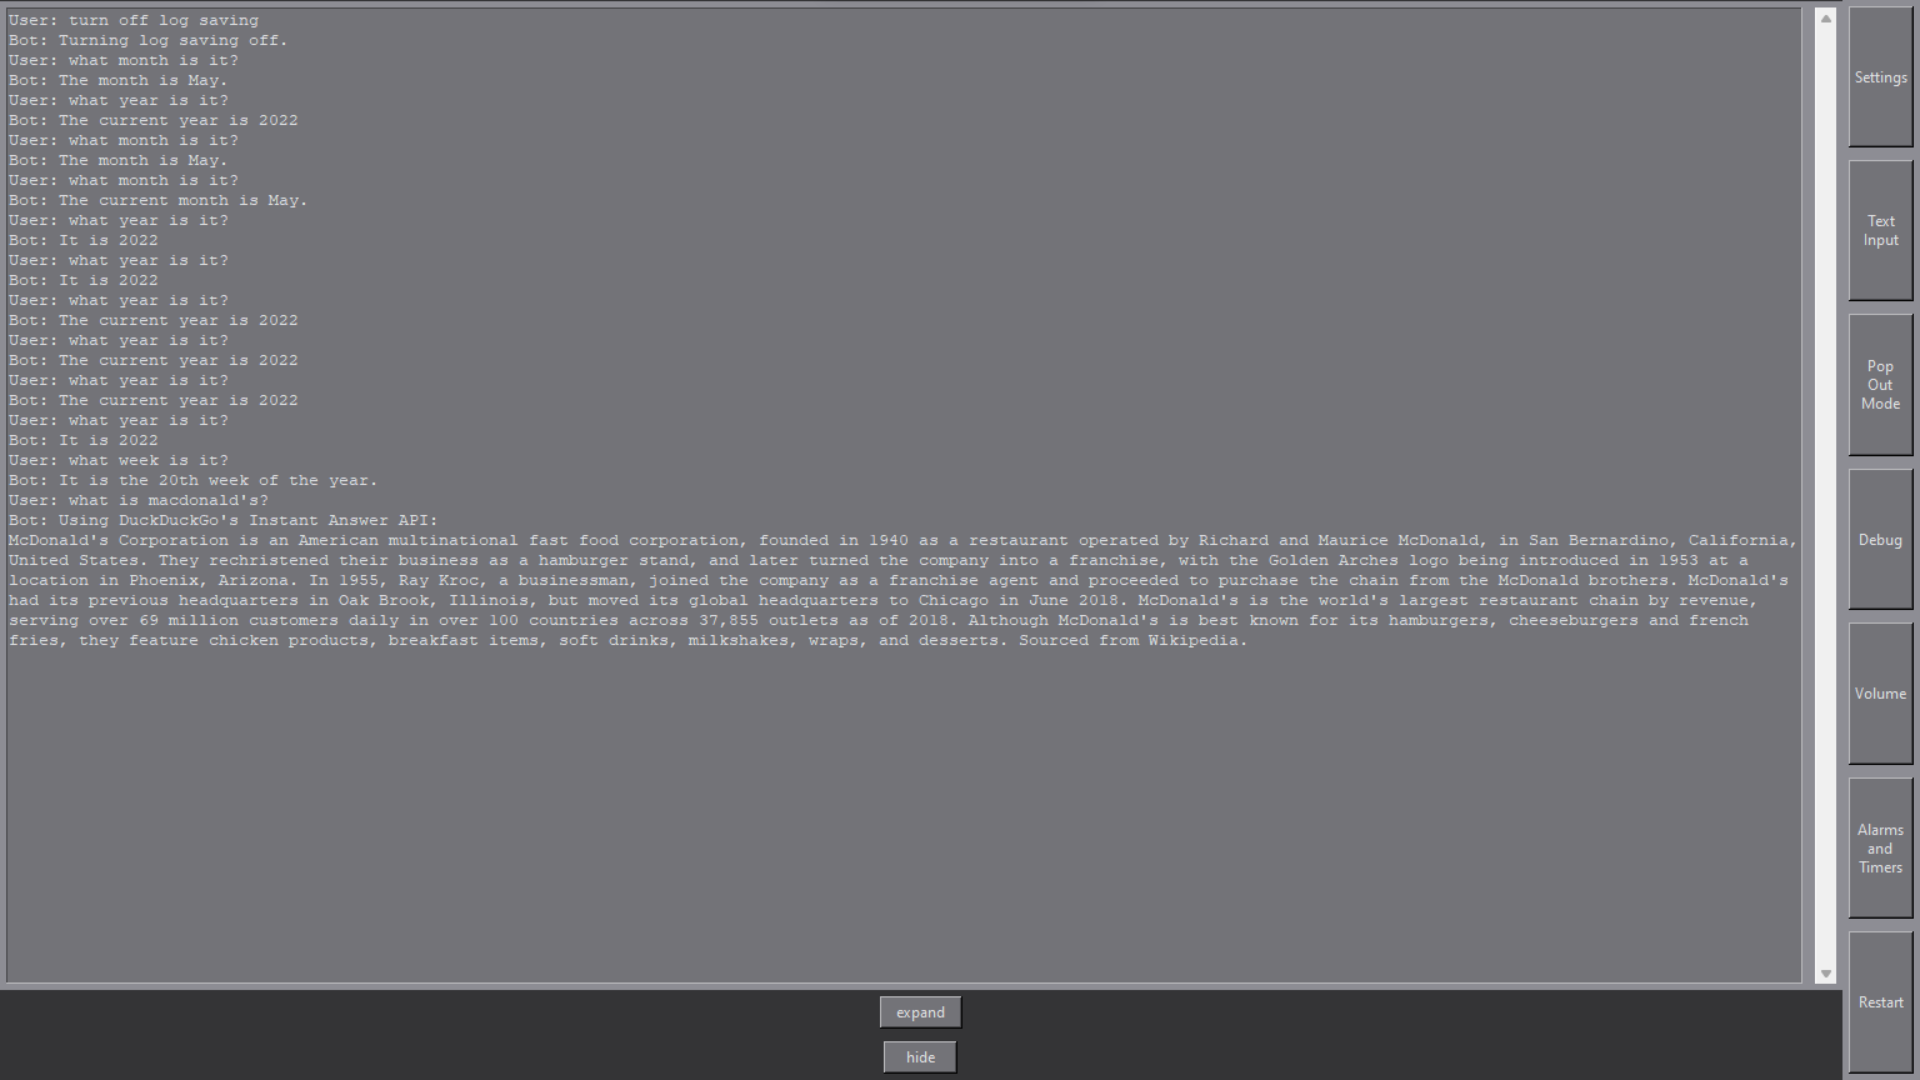 User: turn off log saving
Bot: Turning log saving off.
User: what month is it?
Bot: The month is May.
User: what year is it?
Bot: The current year is 2022
User: what month is it?
Bot: The month is May.
User: what month is it?
Bot: The current month is May.
User: what year is it?
Bot: It is 2022
User: what year is it?
Bot: It is 2022
User: what year is it?
Bot: The current year is 2022
User: what year is it?
Bot: The current year is 2022
User: what year is it?
Bot: The current year is 2022
User: what year is it?
Bot: It is 2022
User: what week is it?
Bot: It is the 20th week of the year.
User: what is macdonald's?
Bot: Using DuckDuckGo's Instant Answer API:
McDonald's Corporation is an American multinational fast food corporation, founded in 1940 as a restaurant operated by Richard and Maurice McDonald, in San Bernardino, California,
United States. They rechristened their business as a hamburger stand, and later turned the company into a franchise, with the Golden Arches logo being introduced in 1953 at a
location in Phoenix, Arizona. In 1955, Ray Kroc, a businessman, joined the company as a franchise agent and proceeded to purchase the chain from the McDonald brothers. McDonald's
had its previous headquarters in Oak Brook, Illinois, but moved its global headquarters to Chicago in June 2018. McDonald's is the world's largest restaurant chain by revenue,
serving over 69 million customers daily in over 100 countries across 37,855 outlets as of 2018. Although McDonald's is best known for its hamburgers, cheeseburgers and french
fries, they feature chicken products, breakfast items, soft drinks, milkshakes, wraps, and desserts. Sourced from Wikipedia.
expand
hide
Settings
Text
Input
Pop
Out
Mode
Debug
Volume
Alarms
and
Timers
Restart